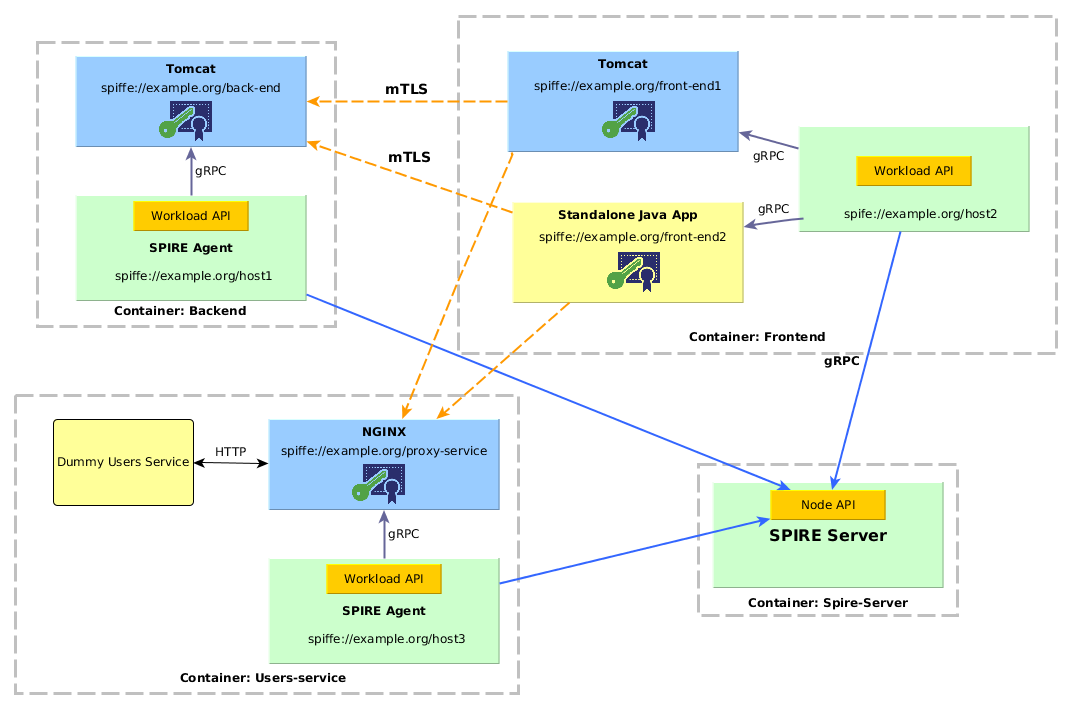 Tomcat
spiffe://example.org/back-end
gRPC
Workload API
SPIRE Agent
spiffe://example.org/host1
Container: Backend
mTLS
mTLS
Tomcat
spiffe://example.org/front-end1
gRPC
Workload API
spife://example.org/host2
gRPC
Standalone Java App
spiffe://example.org/front-end2
Container: Frontend
gRPC
Dummy Users Service
HTTP
NGINX
spiffe://example.org/proxy-service
gRPC
Workload API
SPIRE Agent
spiffe://example.org/host3
Container: Users-service
Node API
SPIRE Server
Container: Spire-Server